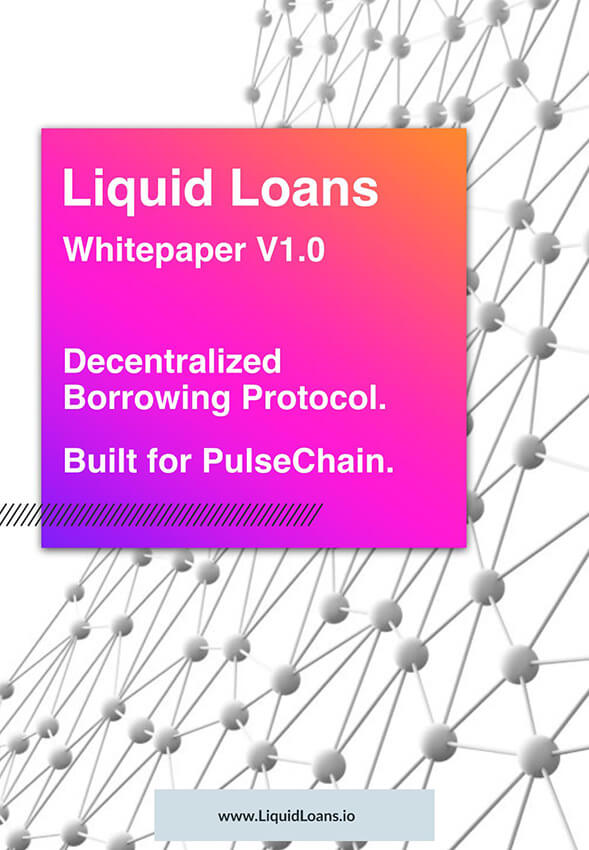 Liquid Loans
Whitepaper V1.0
Decentralized
Borrowing Protocol.
Built for PulseChain.
www.LiquidLoans.io